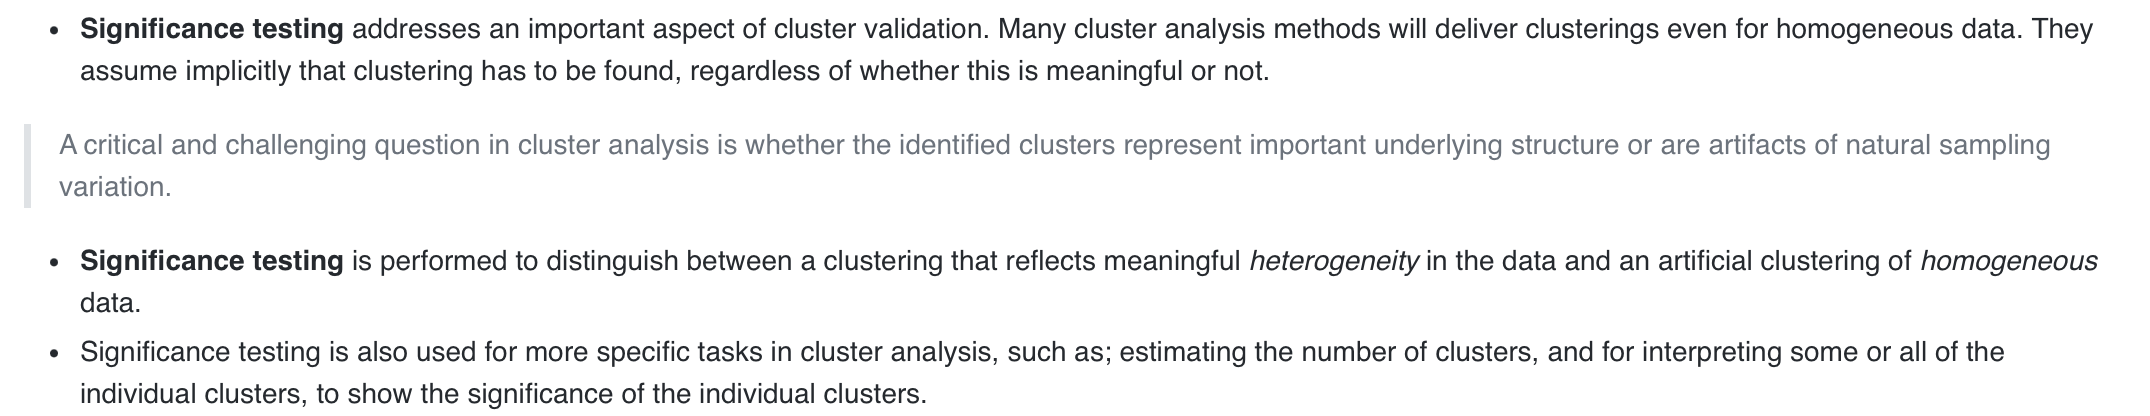 • Significance testing addresses an important aspect of cluster validation. Many cluster analysis methods will deliver clusterings even for homogeneous data. They
assume implicitly that clustering has to be found, regardless of whether this is meaningful or not.
A critical and challenging question in cluster analysis is whether the identified clusters represent important underlying structure or are artifacts of natural sampling
variation.
• Significance testing is performed to distinguish between a clustering that reflects meaningful heterogeneity in the data and an artificial clustering of homogeneous
data.
• Significance testing is also used for more specific tasks in cluster analysis, such as; estimating the number of clusters, and for interpreting some or all of the
individual clusters, to show the significance of the individual clusters.